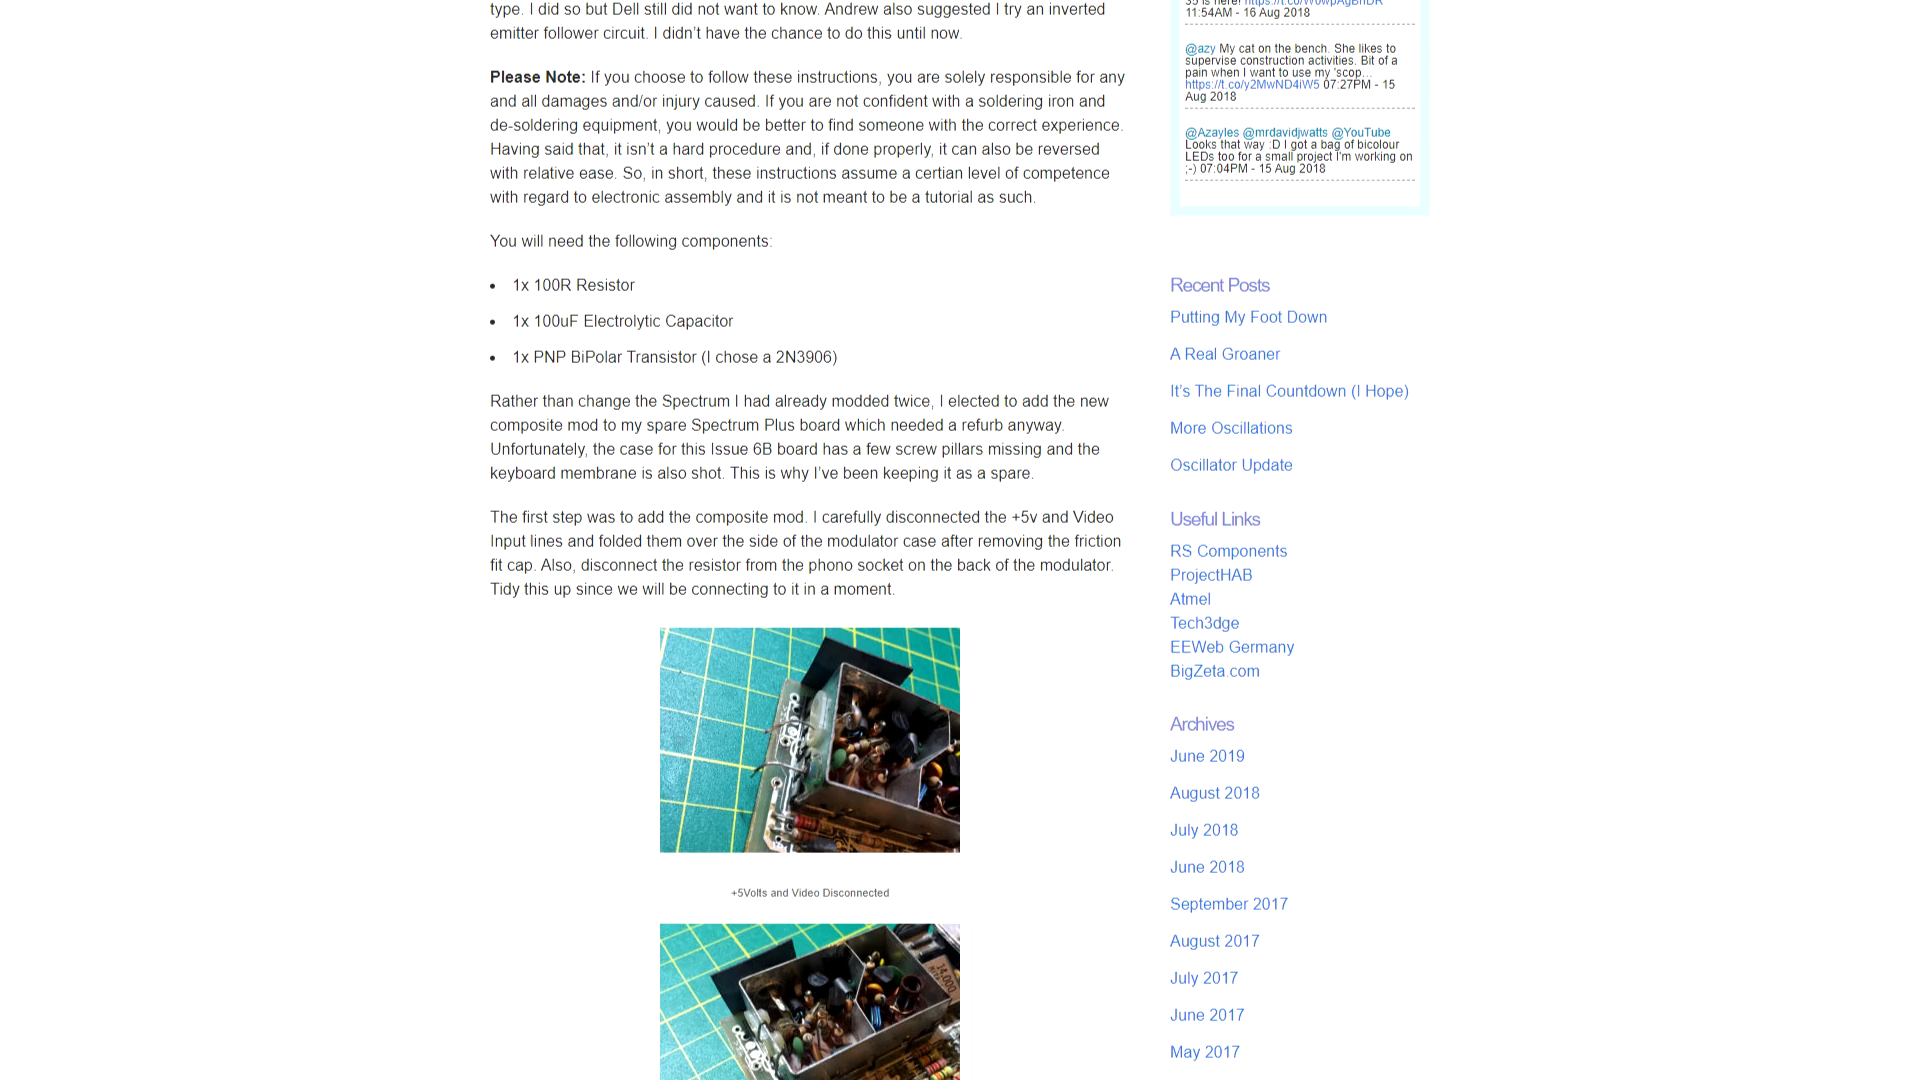 type. I did so but Dell still did not want to know. Andrew also suggested I try an inverted
emitter follower circuit. I didn’t have the chance to do this until now.
Please Note: If you choose to follow these instructions, you are solely responsible for any
and all damages and/or injury caused. If you are not confident with a soldering iron and
de-soldering equipment, you would be better to find someone with the correct experience.
Having said that, it isn’t a hard procedure and, if done properly, it can also be reversed
with relative ease. So, in short, these instructions assume a certian level of competence
with regard to electronic assembly and it is not meant to be a tutorial as such.
You will need the following components:
1x 100R Resistor
1x 100uF Electrolytic Capacitor
1x PNP BiPolar Transistor (I chose a 2N3906)
Rather than change the Spectrum I had already modded twice, I elected to add the new
composite mod to my spare Spectrum Plus board which needed a refurb anyway.
Unfortunately, the case for this Issue 6B board has a few screw pillars missing and the
keyboard membrane is also shot. This is why I’ve been keeping it as a spare.
The first step was to add the composite mod. I carefully disconnected the +5v and Video
Input lines and folded them over the side of the modulator case after removing the friction
fit cap. Also, disconnect the resistor from the phono socket on the back of the modulator.
Tidy this up since we will be connecting to it in a moment.
+5Volts and Video Disconnected
14,000
35 is here! https://t.co/W0wpAgBhDR
11:54AM - 16 Aug 2018
@azy My cat on the bench. She likes to
supervise construction activities. Bit of a
pain when I want to use my 'scop...
https://t.co/y2MwND4iW5 07:27PM - 15
Aug 2018
@Azayles @mrdavidjwatts @YouTube
Looks that way :D I got a bag of bicolour
LEDs too for a small project I'm working on
;-) 07:04PM - 15 Aug 2018
Recent Posts
Putting My Foot Down
A Real Groaner
It’s The Final Countdown (I Hope)
More Oscillations
Oscillator Update
Useful Links
RS Components
ProjectHAB
Atmel
Tech3dge
EEWeb Germany
BigZeta.com
Archives
June 2019
August 2018
July 2018
June 2018
September 2017
August 2017
July 2017
June 2017
May 2017